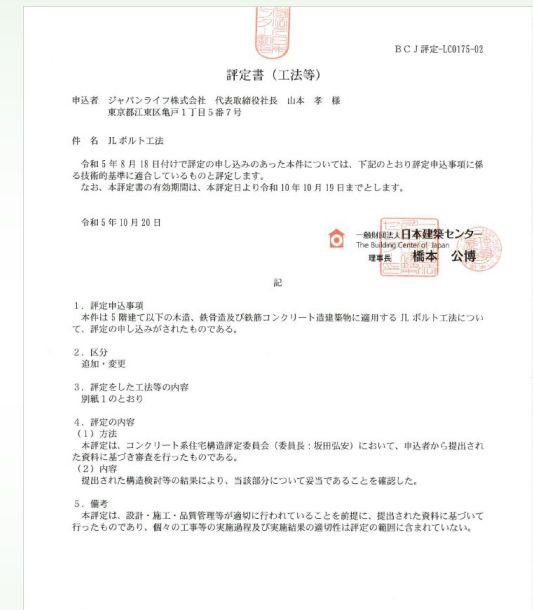 BCJ評定-LC0175-02
評定書（工法等）
申込者 ジャパンライフ株式会社 代表取締役社長 山本 孝 様
東京都江東区亀戸1丁目5番7号
件 名 JLボルト工法
令和5年8月18日付けで評定の申し込みのあった本件については、下記のとおり評定申込事項に係
る技術的基準に適合しているものと評定します。
なお、本評定書の有効期間は、本評定日より令和10年10月19日までとします。
令和5年10月20日
一般財団法人日本建築センター
The Building Center of Japan
理事長 橋本 公博
記
1．評定申込事項
本件は5階建て以下の木造、鉄骨造及び鉄筋コンクリート造建築物に適用するJLボルト工法につい
て、評定の申し込みがされたものである。
2．区分
追加・変更
3．評定をした工法等の内容
別紙1のとおり
4．評定の内容
（1）方法
本評定は、コンクリート系住宅構造評定委員会（委員長：坂田弘安）において、申込者から提出され
た資料に基づき審査を行ったものである。
（2）内容
提出された構造検討等の結果により、当該部分について妥当であることを確認した。
5．備考
本評定は、設計・施工・品質管理等が適切に行われていることを前提に、提出された資料に基づいて
行ったものであり、個々の工事等の実施過程及び実施結果の適切性は評定の範囲に含まれていない。